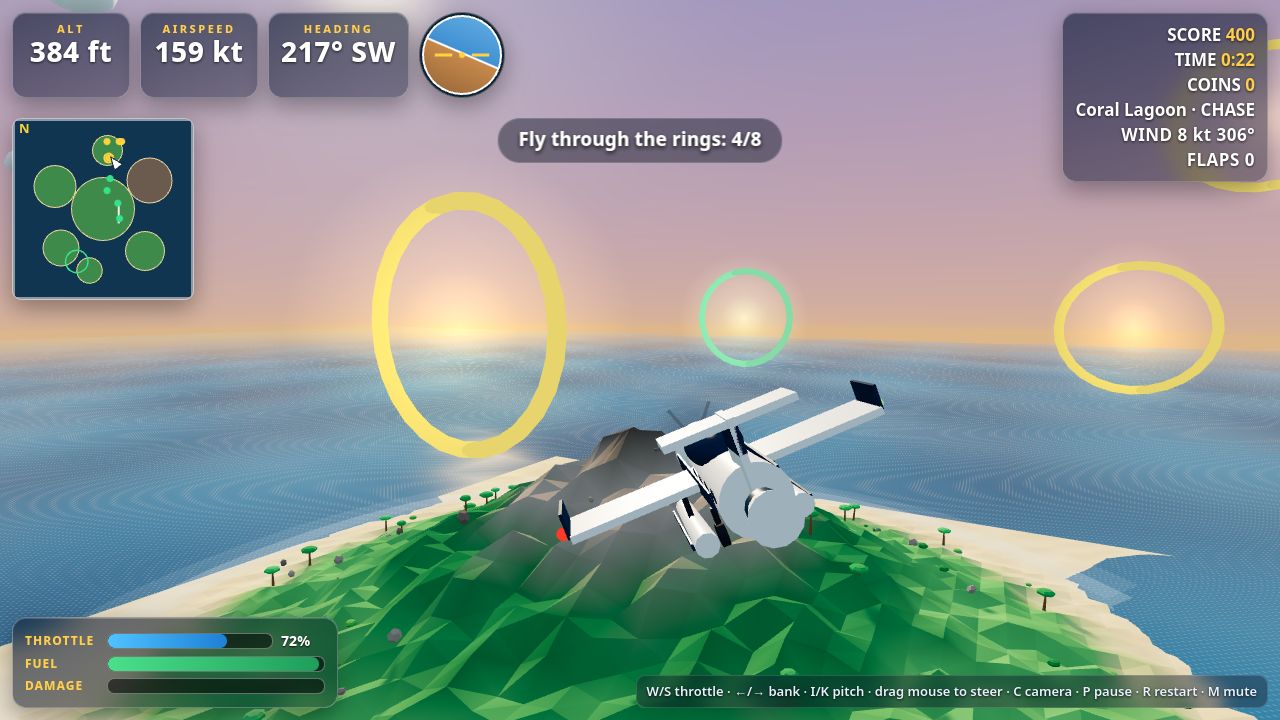 ALT
384 ft
AIRSPEED
159 kt
HEADING
217° SW
SCORE 400
TIME 0:22
COINS 0
Coral Lagoon · CHASE
WIND 8 kt 306°
FLAPS 0
N
Fly through the rings: 4/8
THROTTLE 72%
FUEL
DAMAGE
W/S throttle · ←/→ bank · I/K pitch · drag mouse to steer · C camera · P pause · R restart · M mute